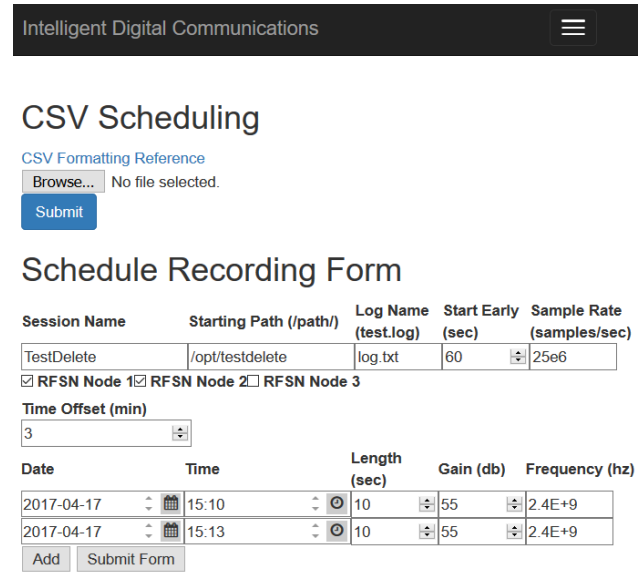 Intelligent Digital Communications
CSV Scheduling
CSV Formatting Reference
Browse... No file selected.
Submit
Schedule Recording Form
Session Name Starting Path (/path/) Log Name (test.log) Start Early (sec) Sample Rate (samples/sec)
TestDelete /opt/testdelete log.txt 60 25e6
RFSN Node 1 RFSN Node 2 RFSN Node 3
Time Offset (min)
3
Date Time Length (sec) Gain (db) Frequency (hz)
2017-04-17 15:10 10 55 2.4E+9
2017-04-17 15:13 10 55 2.4E+9
Add Submit Form